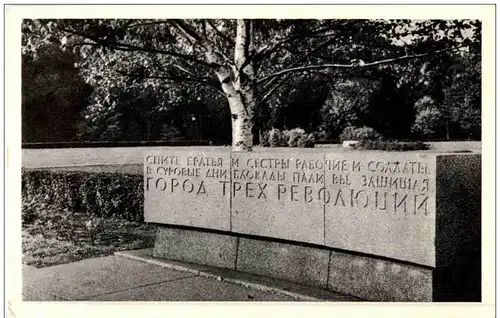 СПИТЕ БРАТЬЯ И СЕСТРЫ РАБОЧИЕ И СОЛДАТЫ.
В СУРОВЫЕ ДНИ БЛОКАДЫ ПАЛИ ВЫ ЗАЩИЩАЯ
ГОРОД ТРЕХ РЕВОЛЮЦИЙ